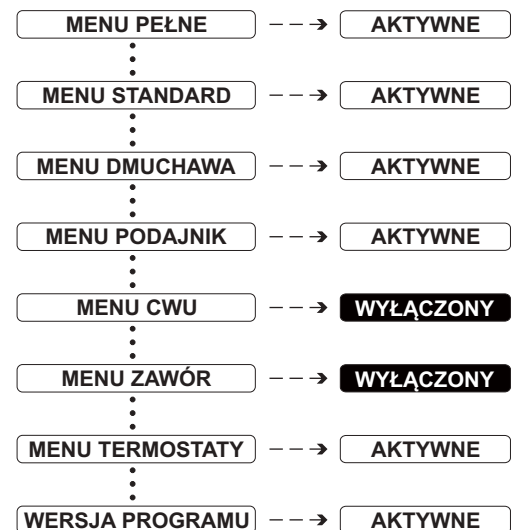 MENU PEŁNE AKTYWNE
MENU STANDARD AKTYWNE
MENU DMUCHAWA AKTYWNE
MENU PODAJNIK AKTYWNE
MENU CWU WYŁĄCZONY
MENU ZAWÓR WYŁĄCZONY
MENU TERMOSTATY AKTYWNE
WERSJA PROGRAMU AKTYWNE